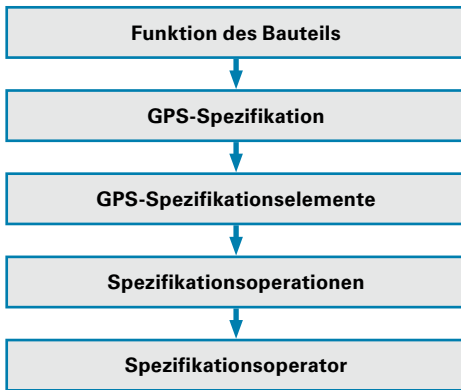 Funktion des Bauteils
GPS-Spezifikation
GPS-Spezifikationselemente
Spezifikationsoperationen
Spezifikationsoperator